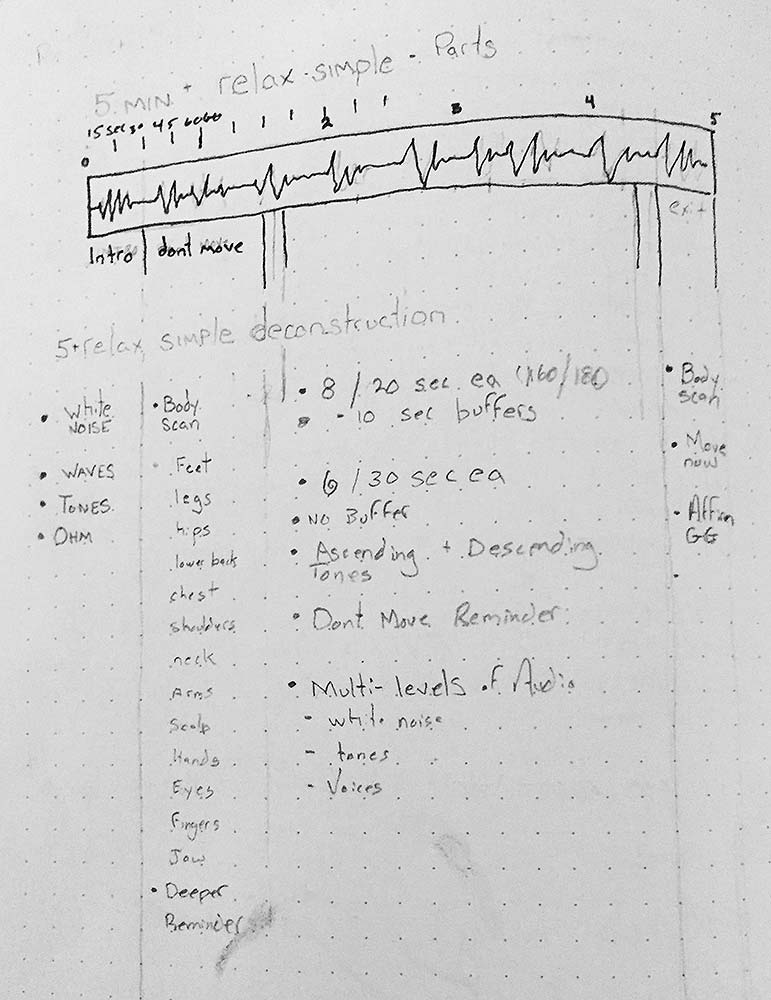 5 MIN + relax simple - Parts
15 sec 30 45 60
0 2 3 4 5
Intro dont move exit
5+relax, simple deconstruction
• WHITE NOISE
• WAVES
• TONES
• OHM
• Body scan
• Feet
legs
hips
lower back
chest
shoulders
neck
Arms
Scalp
Hands
Eyes
Fingers
Jaw
• Deeper
Reminder
• 8 / 20 sec ea (160/180)
- 10 sec buffers
• 6 / 30 sec ea
• NO Buffer
• Ascending + Descending
Tones
• Dont Move Reminder
• Multi-levels of Audio
- white noise
- tones
- Voices
• Body
scan
• Move
now
- Affirm
GG